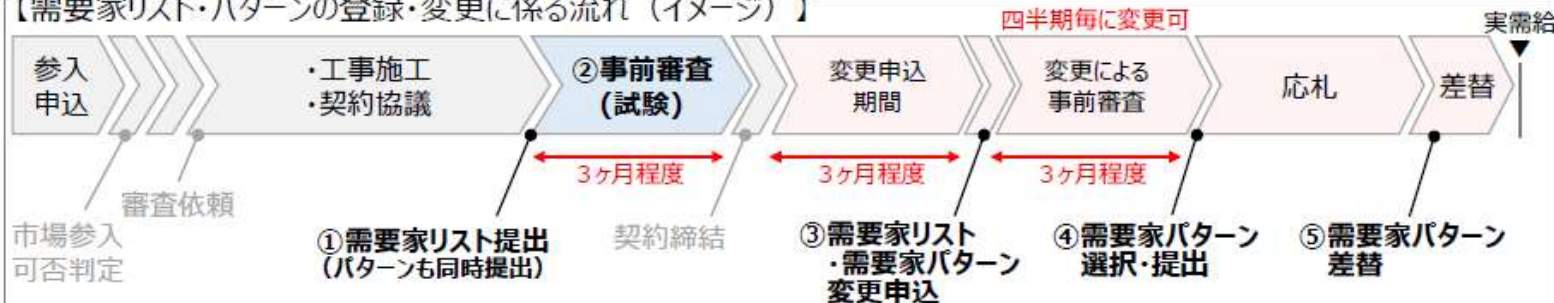 【需要家リスト・パターンの登録・変更に係る流れ（イメージ）】
四半期毎に変更可
実需給
参入
申込
・工事施工
・契約協議
②事前審査
(試験)
変更申込
期間
変更による
事前審査
応札
差替
3ヶ月程度
3ヶ月程度
3ヶ月程度
市場参入
可否判定
審査依頼
①需要家リスト提出
（パターンも同時提出）
契約締結
③需要家リスト
・需要家パターン
変更申込
④需要家パターン
選択・提出
⑤需要家パターン
差替